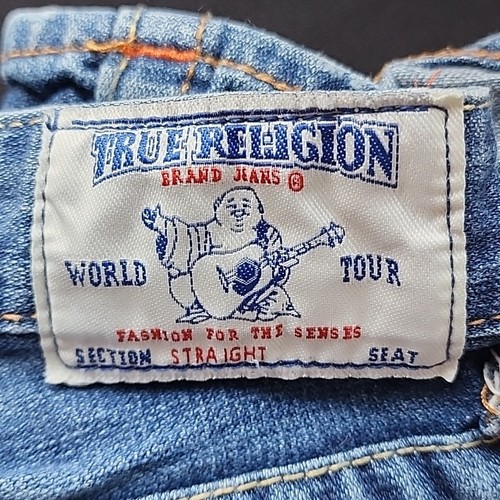 TRUE RELIGION
BRAND JEANS ®
WORLD TOUR
FASHION FOR THE SENSES
SECTION STRAIGHT SEAT